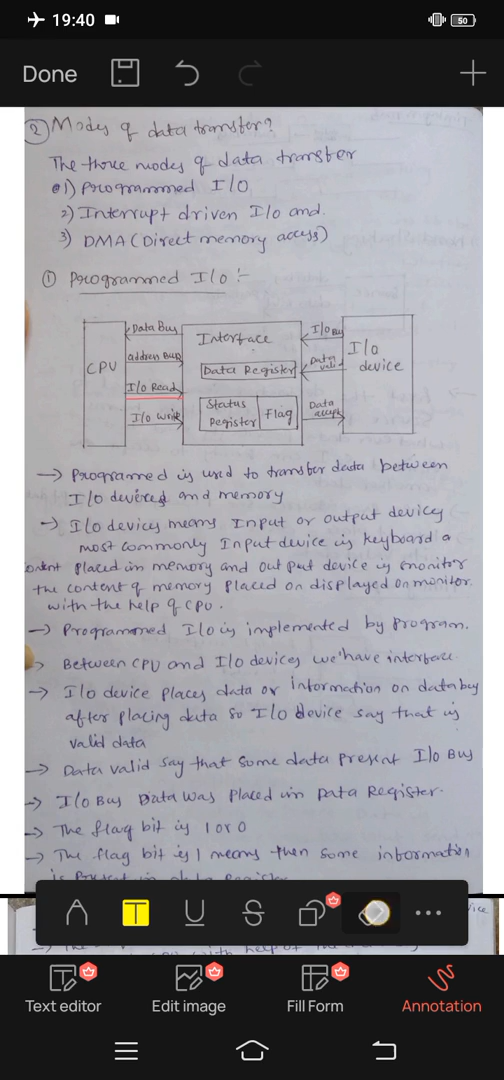 19:40
50
Done
② Modes of data transfer?
The three modes of data transfer
1) Programmed I/O
2) Interrupt driven I/O and.
3) DMA (Direct memory access)
① Programmed I/O :-
CPU
Data Bus
address Bus
I/O Read
I/O Write
Interface
Data Register
Status Register
Flag
I/O Bus
Data valid
Data accept
I/O device
→ Programed is used to transfer data between
I/O devices and memory
→ I/O devices means Input or output devices
most commonly Input device is keyboard a
placed in memory and out put device is monitor
the content of memory placed on displayed on monitor.
with the help of CPU.
→ Programmed I/O is implemented by program.
→ Between CPU and I/O devices we have interface.
→ I/O device places data or information on databus
after placing data so I/O device say that is
valid data
→ Data valid say that some data present I/O Bus
→ I/O Bus Data was placed in Data Register.
→ The flag bit is 1 or 0
→ The flag bit is 1 means then some information
T
U
S
Text editor
Edit image
Fill Form
Annotation